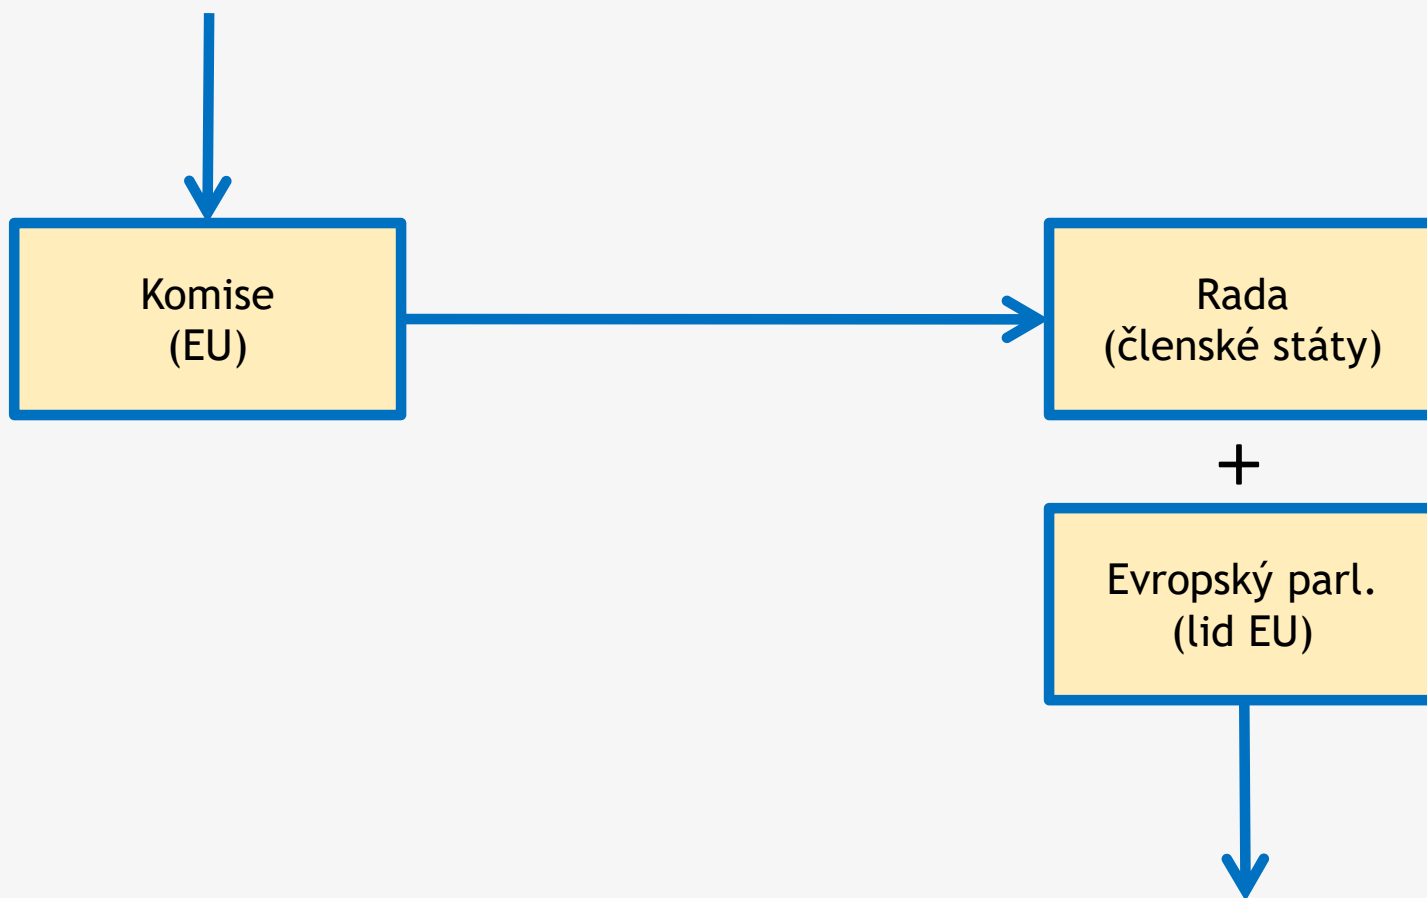 Komise
(EU)
Rada
(členské státy)
+
Evropský parl.
(lid EU)